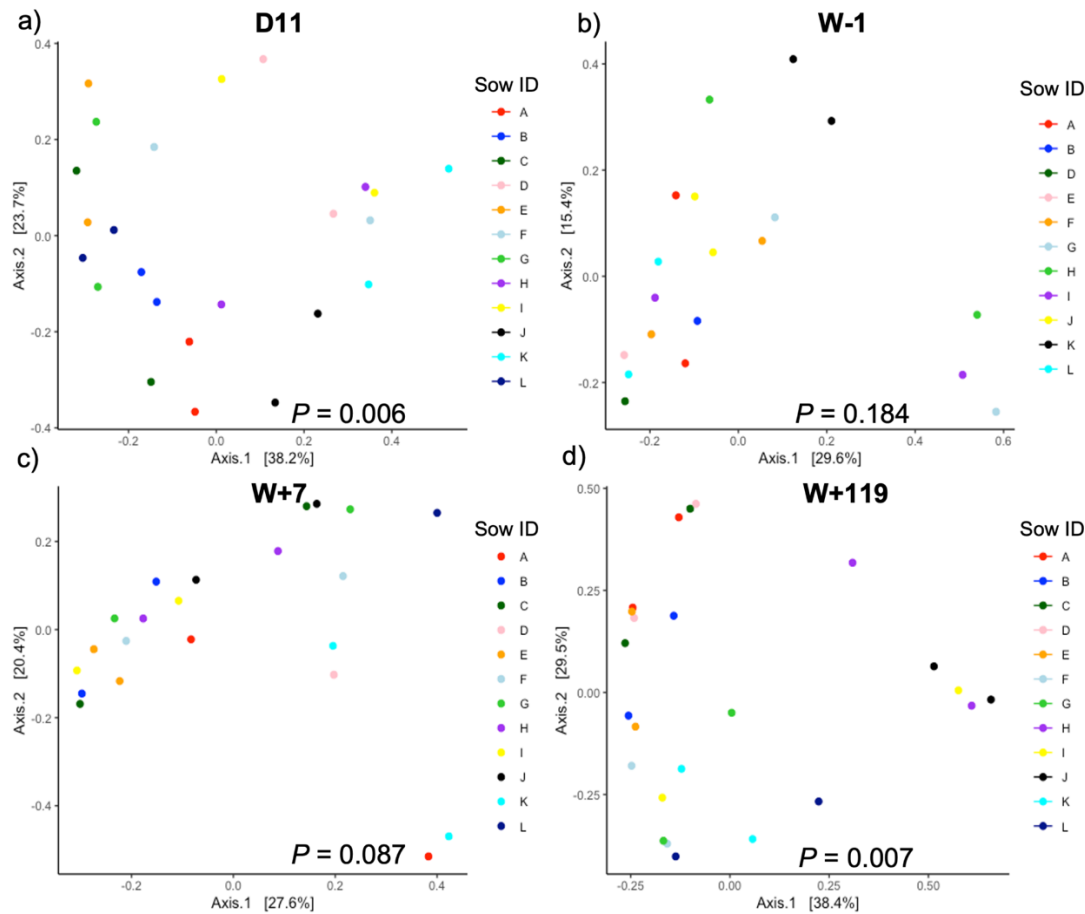 a)
D11
0.4
0.2
0.0
-0.2
-0.4
Axis.2 [23.7%]
-0.2
0.0
0.2
0.4
Axis.1 [38.2%]
P = 0.006
Sow ID
A
B
C
D
E
F
G
H
I
J
K
L
b)
W-1
0.4
0.2
0.0
-0.2
Axis.2 [15.4%]
-0.2
0.0
0.2
0.4
0.6
Axis.1 [29.6%]
P = 0.184
Sow ID
A
B
D
E
F
G
H
I
J
K
L
c)
W+7
0.2
0.0
-0.2
-0.4
Axis.2 [20.4%]
-0.2
0.0
0.2
0.4
Axis.1 [27.6%]
P = 0.087
Sow ID
A
B
C
D
E
F
G
H
I
J
K
L
d)
W+119
0.50
0.25
0.00
-0.25
Axis.2 [29.5%]
-0.25
0.00
0.25
0.50
Axis.1 [38.4%]
P = 0.007
Sow ID
A
B
C
D
E
F
G
H
I
J
K
L